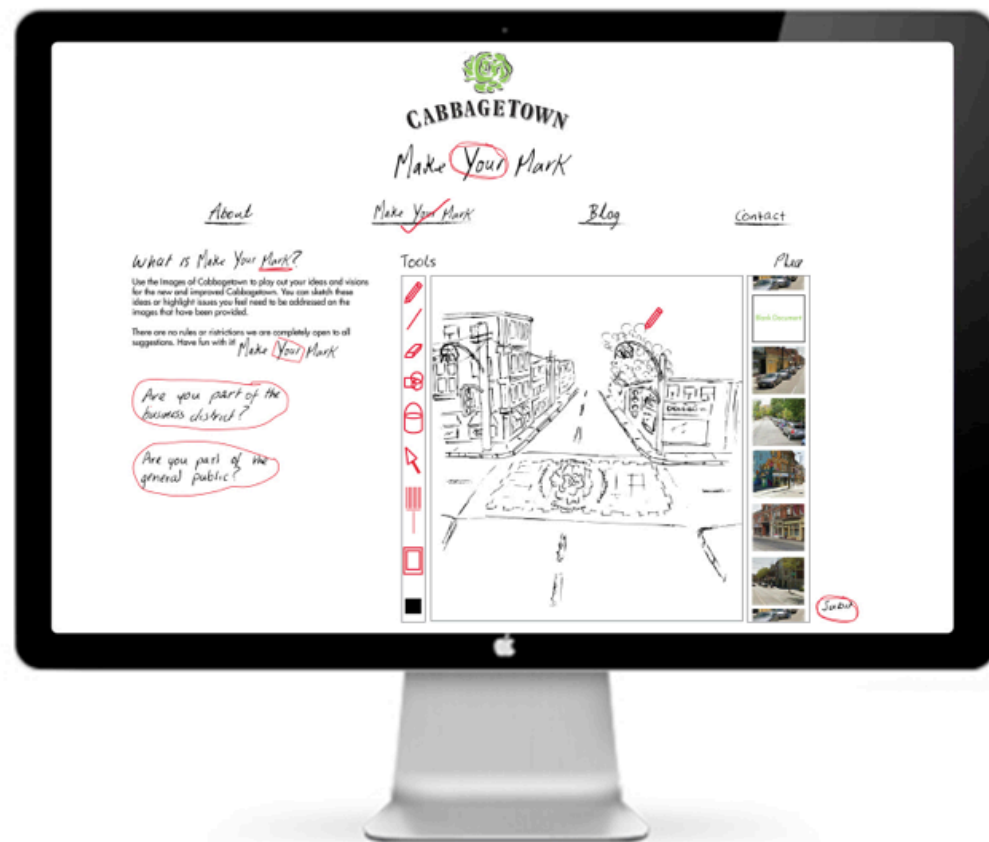 CABBAGETOWN
Make Your Mark
About
Make Your Mark
Blog
Contact
What is Make Your Mark?
Use the Images of Cabbagetown to play out your ideas and visions
for the new and improved Cabbagetown. You can sketch these
ideas or highlight issues you feel need to be addressed on the
images that have been provided.
There are no rules or ristrictions we are completely open to all
suggestions. Have fun with it!
Make Your Mark
Are you part of the
business district?
Are you part of the
general public?
Tools
Blank Document